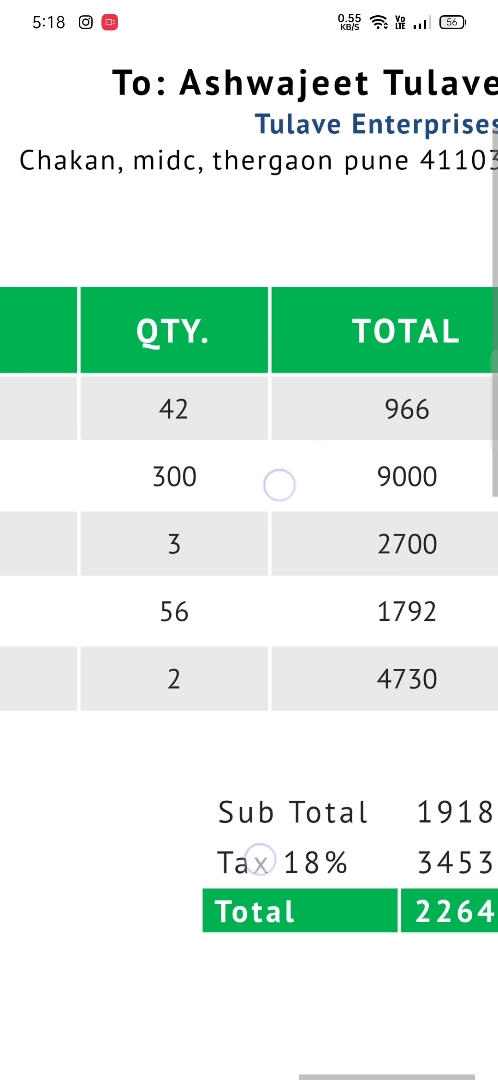 5:18 0.55 KB/S Vo LTE 56
To: Ashwajeet Tulave
Tulave Enterprises
Chakan, midc, thergaon pune 41103
QTY. TOTAL
42 966
300 9000
3 2700
56 1792
2 4730
Sub Total 1918
Tax 18% 3453
Total 2264